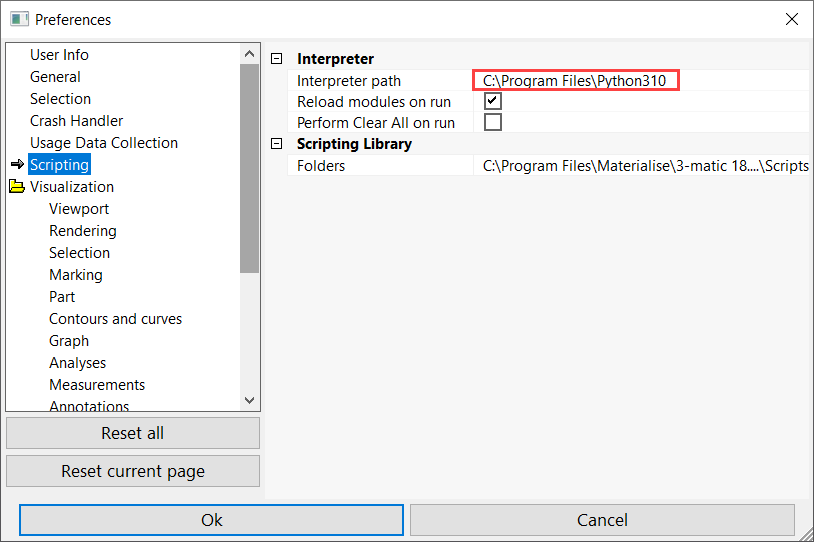 Preferences
User Info
General
Selection
Crash Handler
Usage Data Collection
Scripting
Visualization
Viewport
Rendering
Selection
Marking
Part
Contours and curves
Graph
Analyses
Measurements
Annotations
Reset all
Reset current page
Interpreter
Interpreter path C:\Program Files\Python310
Reload modules on run
Perform Clear All on run
Scripting Library
Folders C:\Program Files\Materialise\3-matic 18....\Scripts
Ok
Cancel